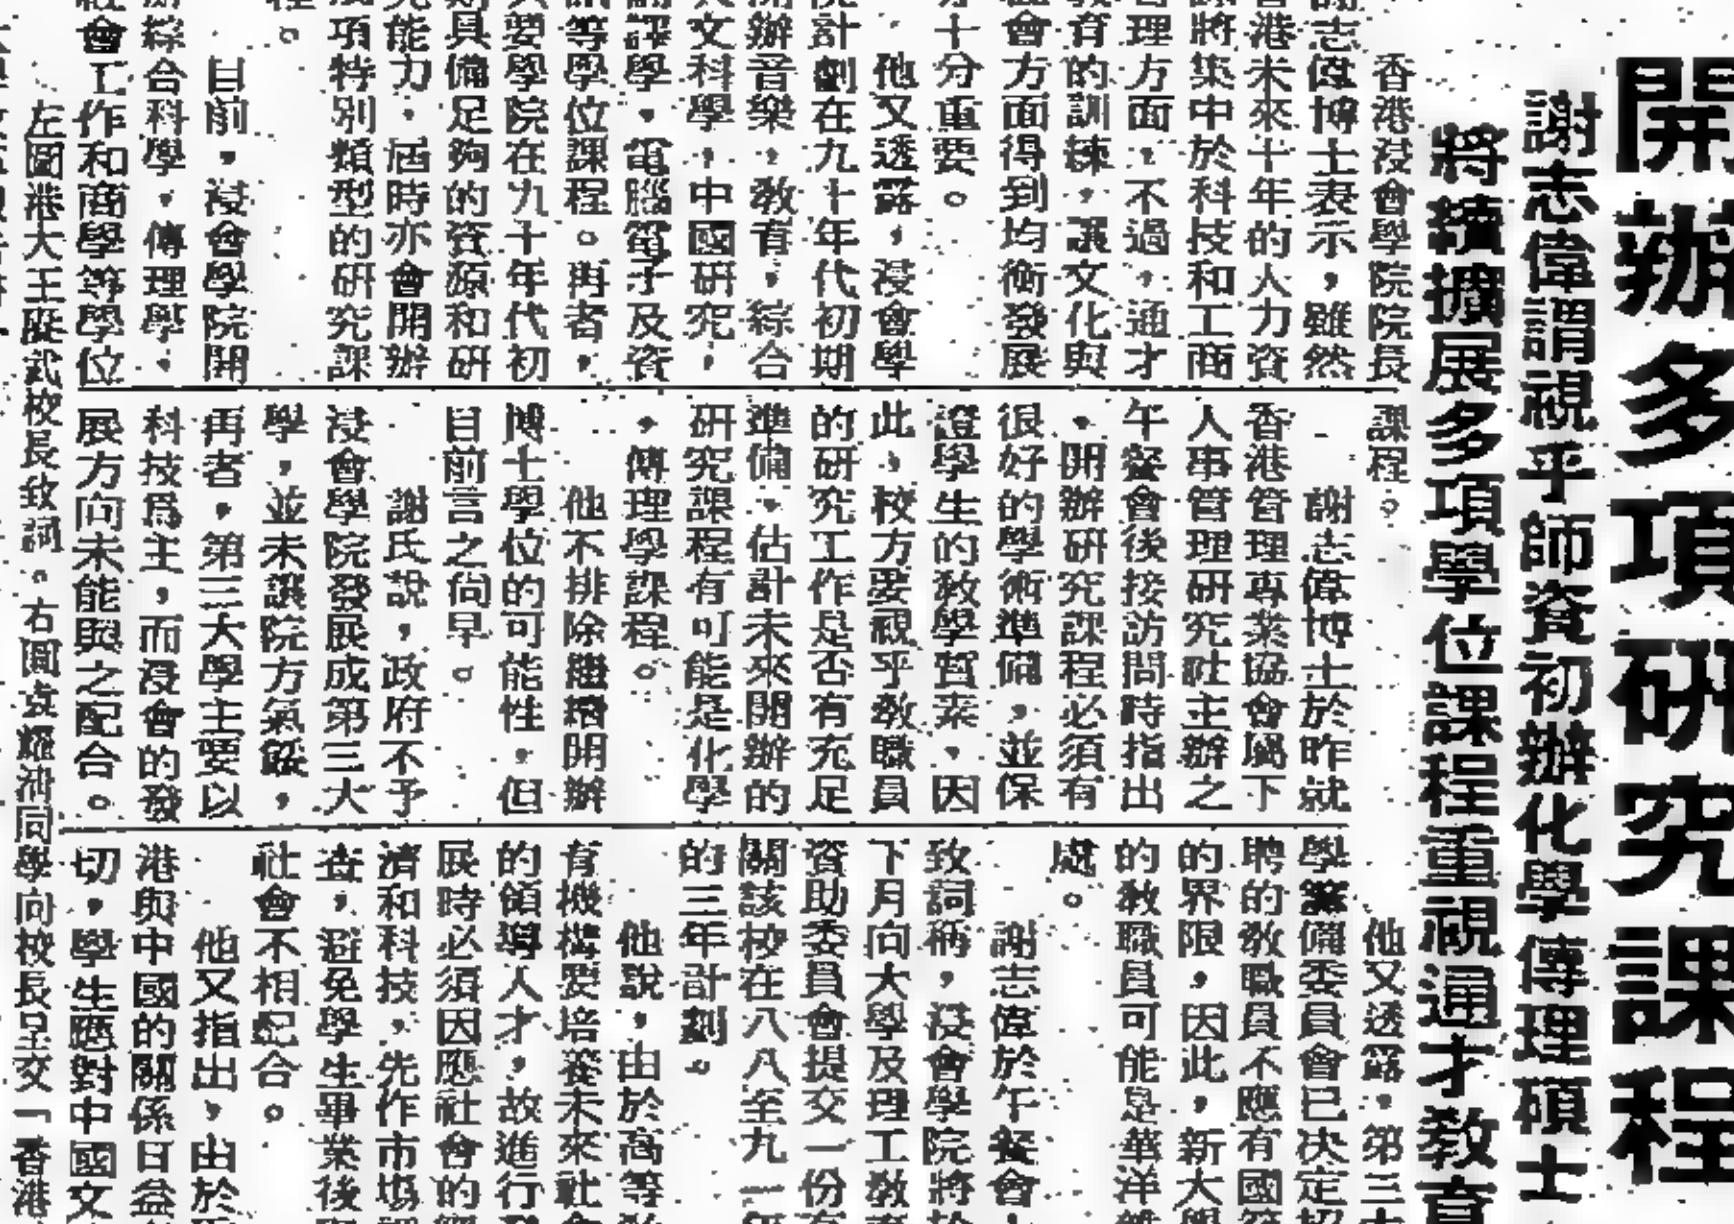 開辦多項研究課程
謝志偉謂視乎師資初辦化學傳理碩士
將續擴展多項學位課程重視通才教育
香港浸會學院院長
謝志偉博士表示，雖然
香港未來十年的人力資
將集中於科技和工商
管理方面，不過，通才
教育的訓練，讓文化與
社會方面得到均衡發展
十分重要。
他又透露，浸會學
院計劃在九十年代初期
開辦音樂，教育，綜合
文科學，中國研究，
翻譯學，電腦電子及資
訊等學位課程。再者，
要學院在九十年代初
期具備足夠的資源和研
究能力，屆時亦會開辦
項特別類型的研究課
程。
目前，浸會學院開
辦綜合科學，傳理學，
社會工作和商學等學位
課程。
謝志偉博士於昨就
香港管理專業協會屬下
人事管理研究社主辦之
午餐會後接訪問時指出
，開辦研究課程必須有
很好的學術準備，並保
證學生的教學質素，因
此，校方要視乎教職員
的研究工作是否有充足
準備，估計未來開辦的
研究課程有可能是化學
，傳理學課程。
他不排除繼增開辦
博士學位的可能性，但
目前言之尚早。
謝氏說，政府不予
浸會學院發展成第三大
學，並未讓院方氣餒，
再者，第三大學主要以
科技爲主，而浸會的發
展方向未能與之配合。
他又透露，第三大
學籌備委員會已決定招
聘的教職員不應有國籍
的界限，因此，新大學
的教職員可能是華洋雜
處。
謝志偉於午餐會上
致詞稱，浸會學院將於
下月向大學及理工教育
資助委員會提交一份有
關該校在八八至九一年
的三年計劃。
他說，由於高等教
有機構要培養未來社會
的領導人才，故進行發
展時必須因應社會的經
濟和科技，先作市場調
查，避免學生畢業後與
社會不相配合。
他又指出，由於
港與中國的關係日益
切，學生應對中國文
左圖港大王賡武校長致詞。右圖袁耀鴻同學向校長呈交「香港